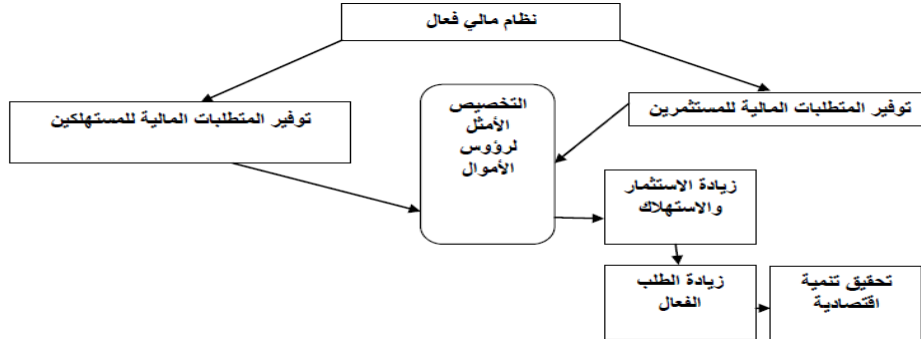 نظام مالي فعال
توفير المتطلبات المالية للمستثمرين
توفير المتطلبات المالية للمستهلكين
التخصيص
الأمثل
لرؤوس
الأموال
زيادة الاستثمار
والاستهلاك
زيادة الطلب
الفعال
تحقيق تنمية
اقتصادية